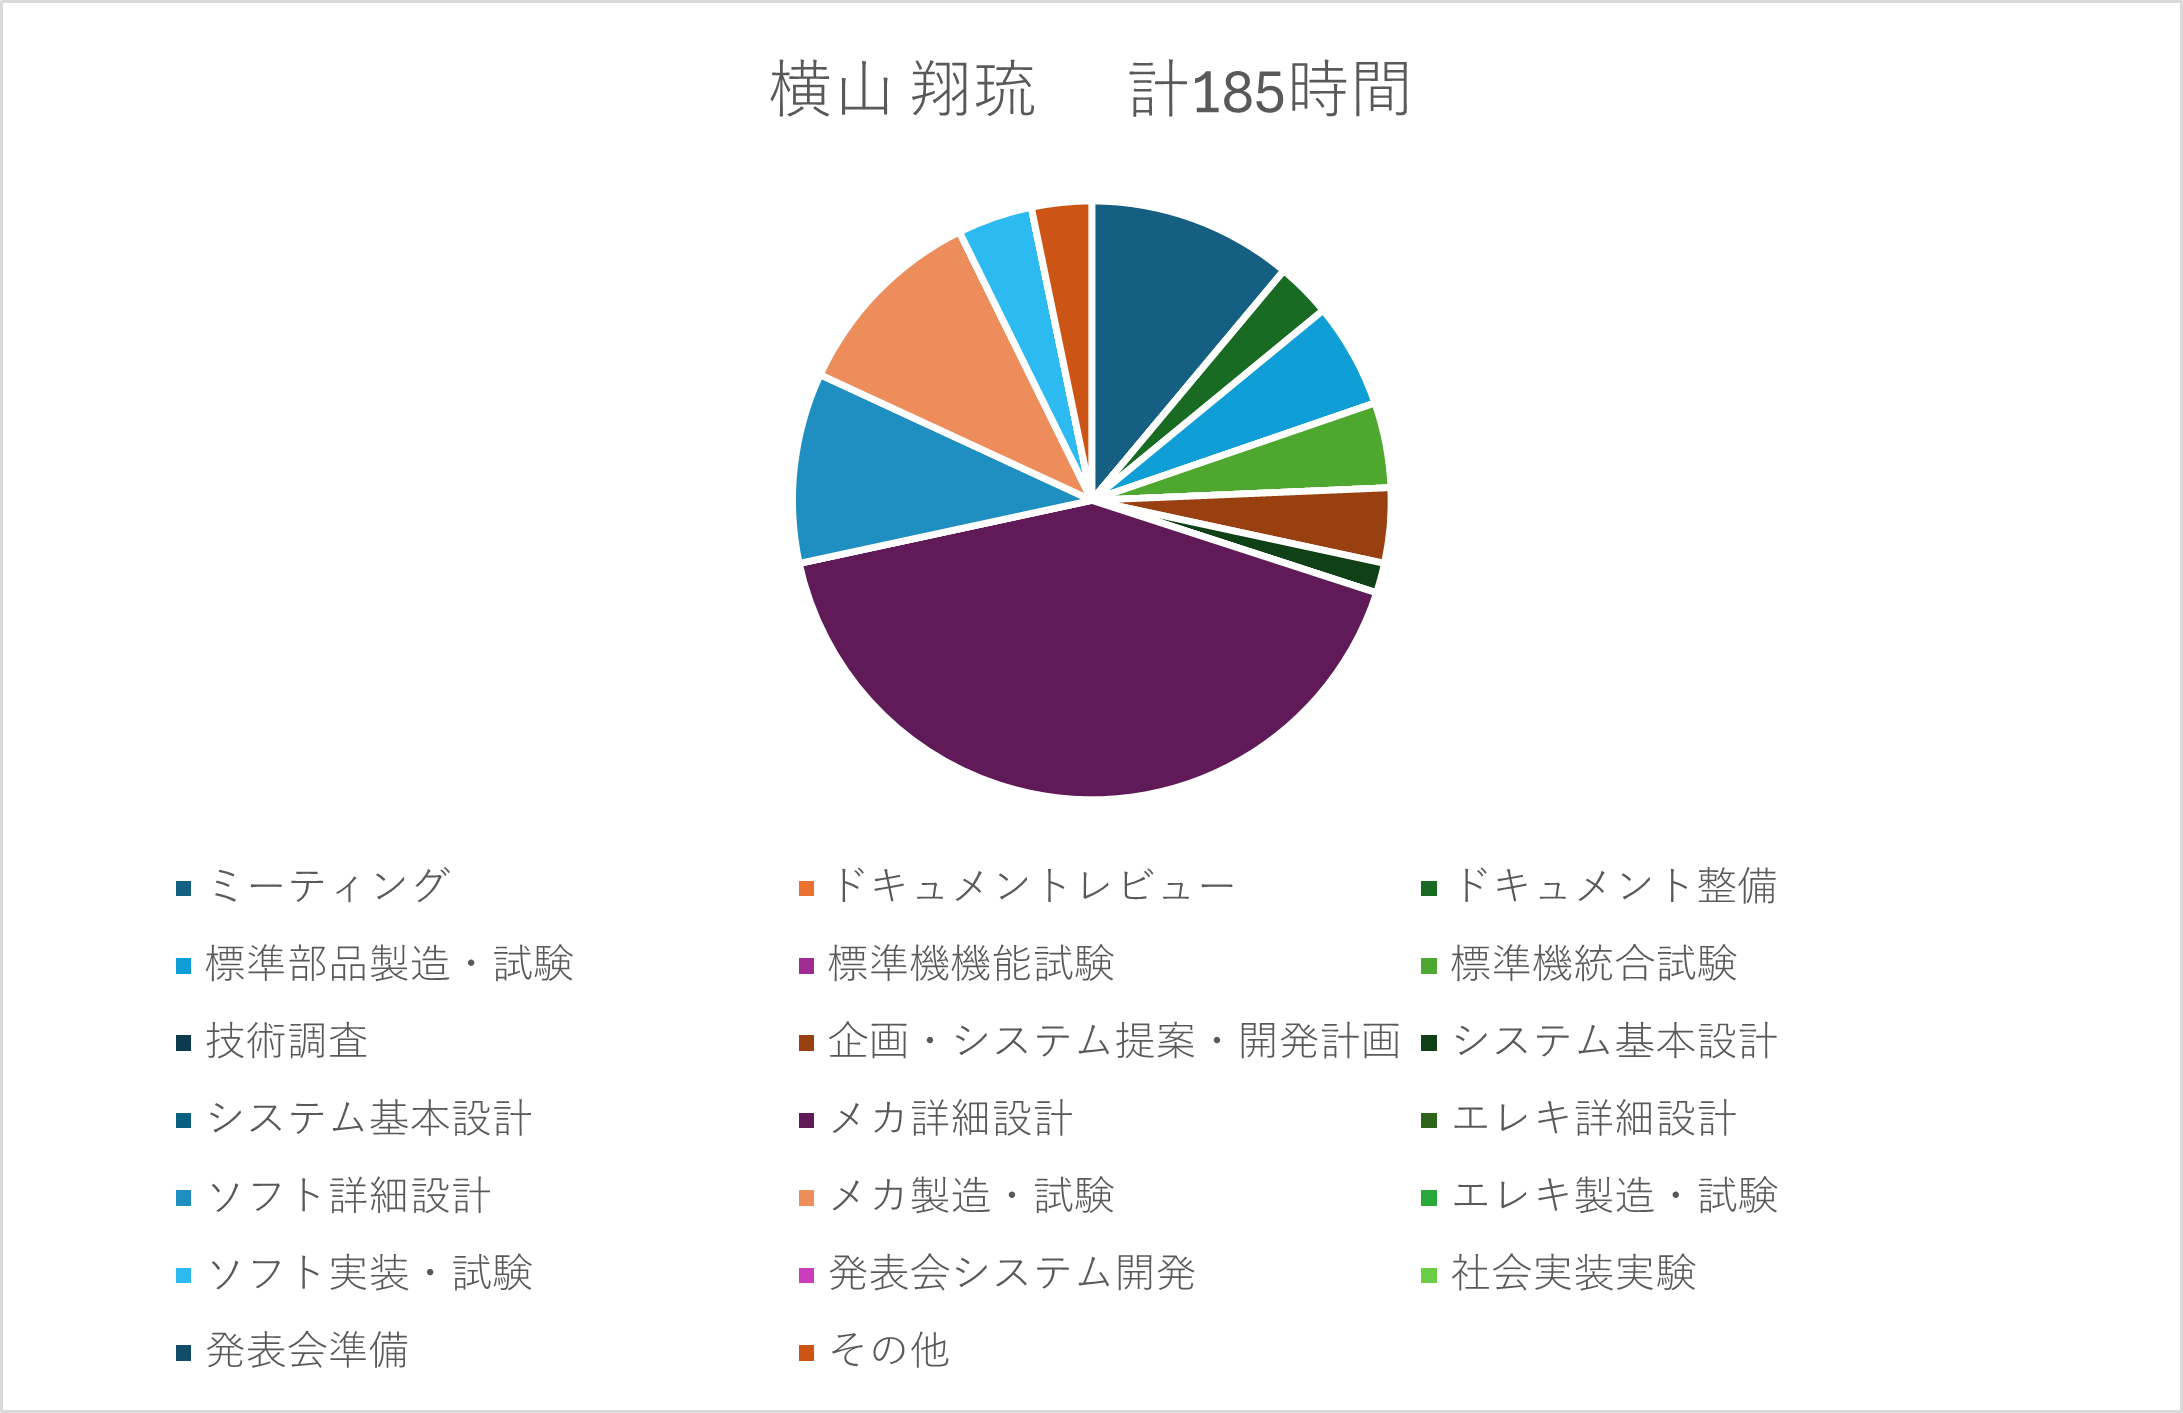 横山 翔琉　計185時間
ミーティング　ドキュメントレビュー　ドキュメント整備
標準部品製造・試験　標準機機能試験　標準機統合試験
技術調査　企画・システム提案・開発計画　システム基本設計
システム基本設計　メカ詳細設計　エレキ詳細設計
ソフト詳細設計　メカ製造・試験　エレキ製造・試験
ソフト実装・試験　発表会システム開発　社会実装実験
発表会準備　その他